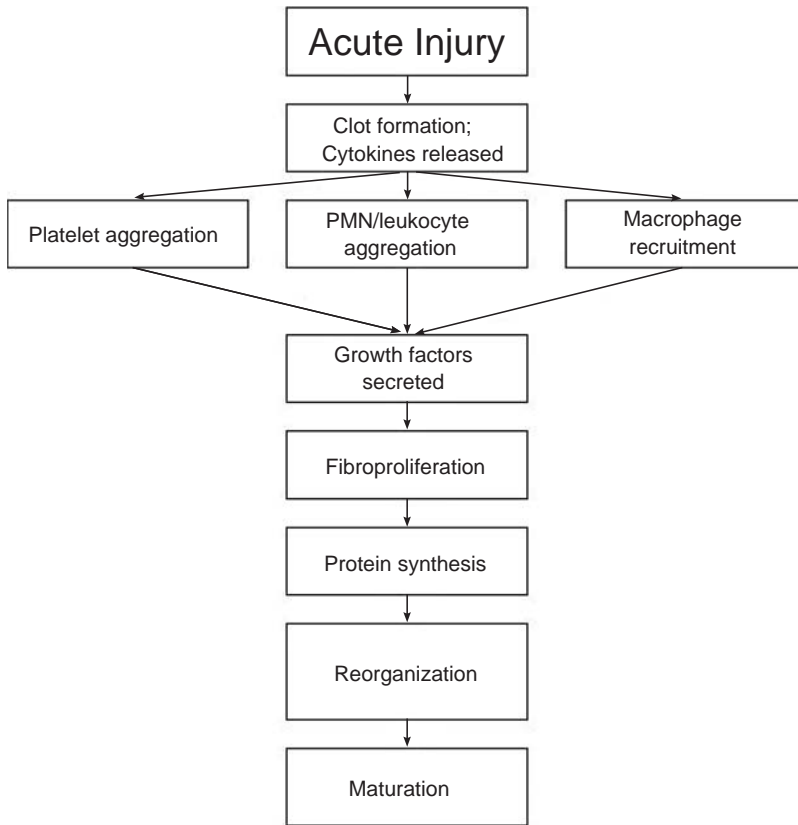 Acute Injury
Clot formation;
Cytokines released
Platelet aggregation
PMN/leukocyte
aggregation
Macrophage
recruitment
Growth factors
secreted
Fibroproliferation
Protein synthesis
Reorganization
Maturation